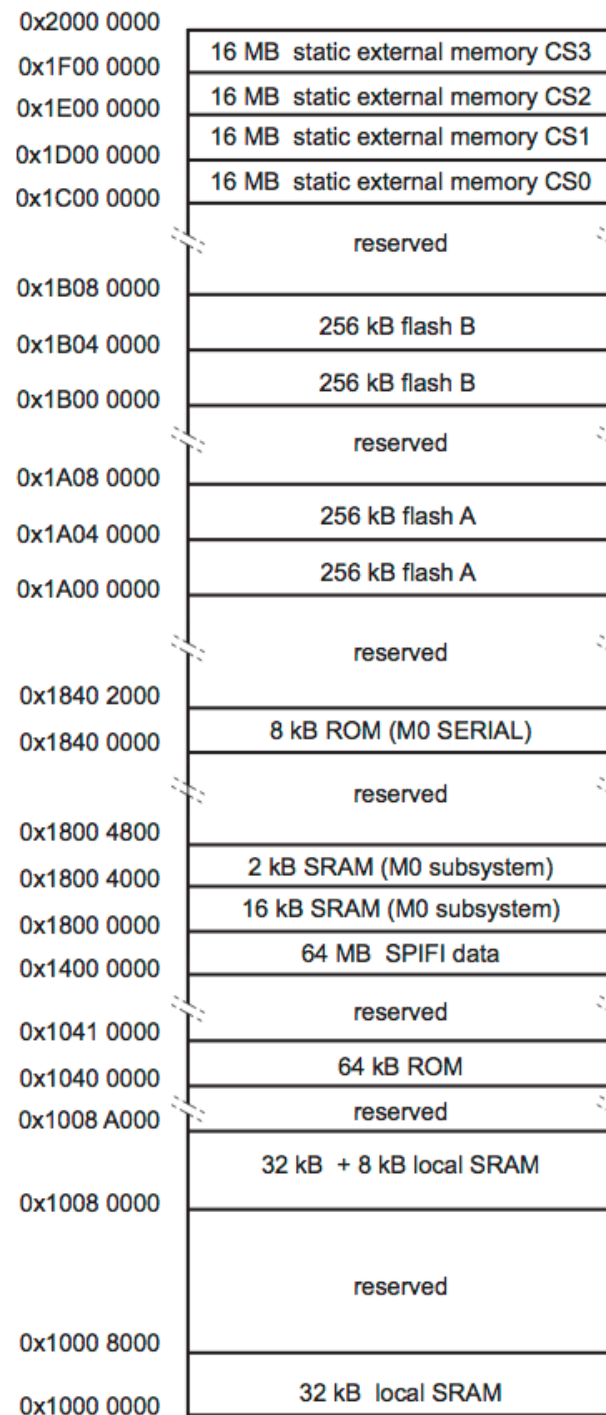 0x2000 0000
16 MB static external memory CS3
0x1F00 0000
16 MB static external memory CS2
0x1E00 0000
16 MB static external memory CS1
0x1D00 0000
16 MB static external memory CS0
0x1C00 0000
reserved
0x1B08 0000
256 kB flash B
0x1B04 0000
256 kB flash B
0x1B00 0000
reserved
0x1A08 0000
256 kB flash A
0x1A04 0000
256 kB flash A
0x1A00 0000
reserved
0x1840 2000
8 kB ROM (M0 SERIAL)
0x1840 0000
reserved
0x1800 4800
2 kB SRAM (M0 subsystem)
0x1800 4000
16 kB SRAM (M0 subsystem)
0x1800 0000
64 MB SPIFI data
0x1400 0000
reserved
0x1041 0000
64 kB ROM
0x1040 0000
reserved
0x1008 A000
32 kB + 8 kB local SRAM
0x1008 0000
reserved
0x1000 8000
32 kB local SRAM
0x1000 0000